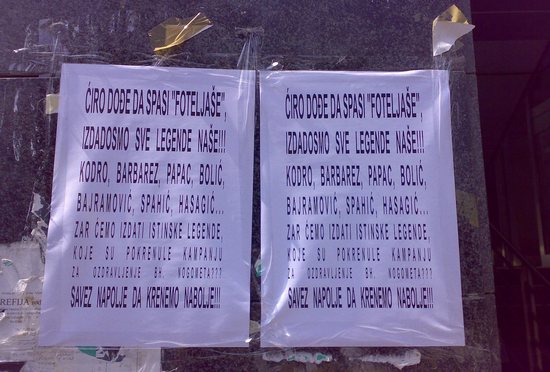 ĆIRO DOĐE DA SPASI "FOTELJAŠE",
IZDADOSMO SVE LEGENDE NAŠE!!!
KODRO, BARBAREZ, PAPAC, BOLIĆ,
BAJRAMOVIĆ, SPAHIĆ, HASAGIĆ...
ZAR ĆEMO IZDATI ISTINSKE LEGENDE,
KOJE SU POKRENULE KAMPANJU
ZA OZDRAVLJENJE BH. NOGOMETA???
SAVEZ NAPOLJE DA KRENEMO NABOLJE!!!
ĆIRO DOĐE DA SPASI "FOTELJAŠE",
IZDADOSMO SVE LEGENDE NAŠE!!!
KODRO, BARBAREZ, PAPAC, BOLIĆ,
BAJRAMOVIĆ, SPAHIĆ, HASAGIĆ...
ZAR ĆEMO IZDATI ISTINSKE LEGENDE,
KOJE SU POKRENULE KAMPANJU
ZA OZDRAVLJENJE BH. NOGOMETA???
SAVEZ NAPOLJE DA KRENEMO NABOLJE!!!